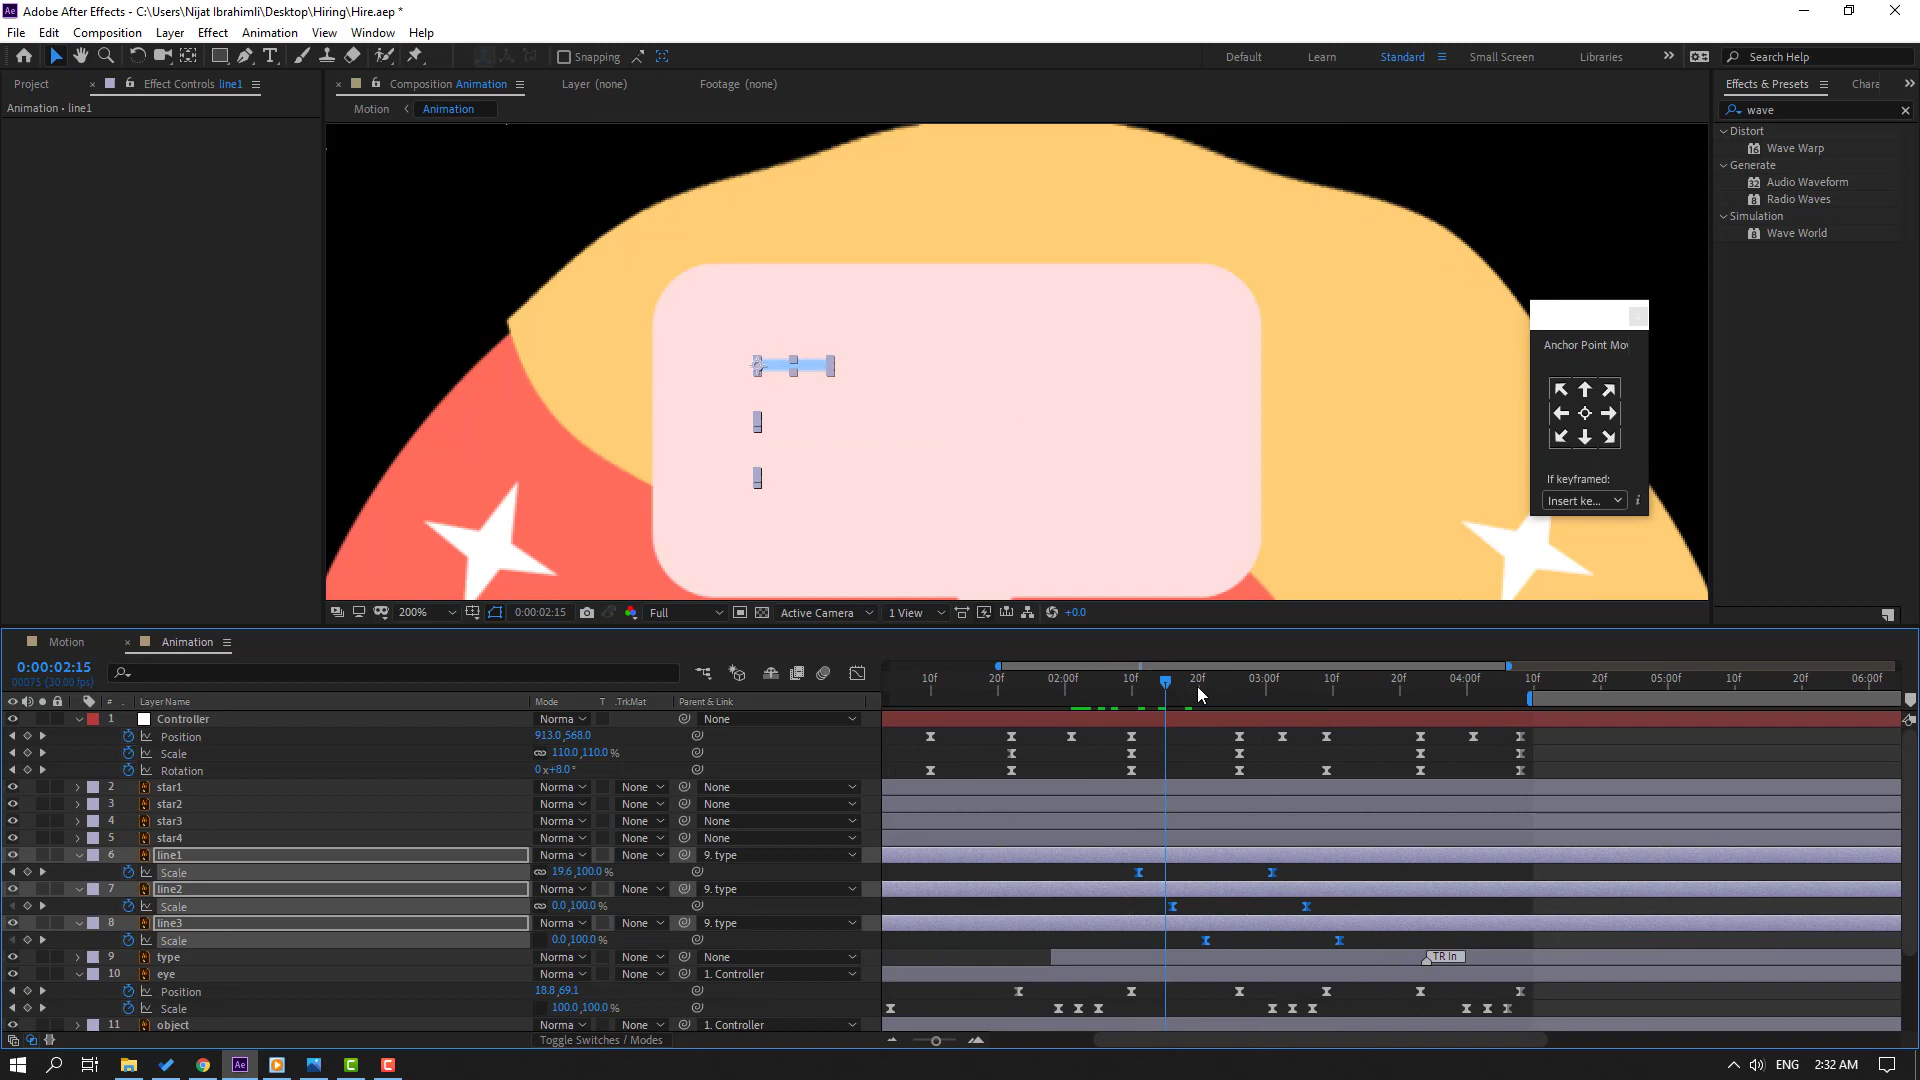 Adobe After Effects - C:\Users\Nijat Ibrahimli\Desktop\Hiring\Hire.aep *
File Edit Composition Layer Effect Animation View Window Help
Snapping Default Learn Standard Small Screen Libraries Search Help
Project Effect Controls line1 Composition Animation Layer (none) Footage (none) Effects & Presets Chara
Animation • line1 Motion Animation wave
Distort
Wave Warp
Generate
Audio Waveform
Radio Waves
Simulation
Wave World
Anchor Point Mov
If keyframed:
Insert ke...
200% 0:00:02:15 Full Active Camera 1 View +0.0
Motion Animation
0:00:02:15
00075 (30.00 fps)
10f 20f 02:00f 10f 20f 03:00f 10f 20f 04:00f 10f 20f 05:00f 10f 20f 06:00f
# Layer Name Mode T .TrkMat Parent & Link
1 Controller Norma None
Position 913.0,568.0
Scale 110.0,110.0 %
Rotation 0x+8.0°
2 star1 Norma None None
3 star2 Norma None None
4 star3 Norma None None
5 star4 Norma None None
6 line1 Norma None 9. type
Scale 19.6,100.0 %
7 line2 Norma None 9. type
Scale 0.0,100.0 %
8 line3 Norma None 9. type
Scale 0.0,100.0 %
9 type Norma None None TR In
10 eye Norma None 1. Controller
Position 18.8,69.1
Scale 100.0,100.0 %
11 object Norma None 1. Controller
Toggle Switches / Modes
ENG 2:32 AM